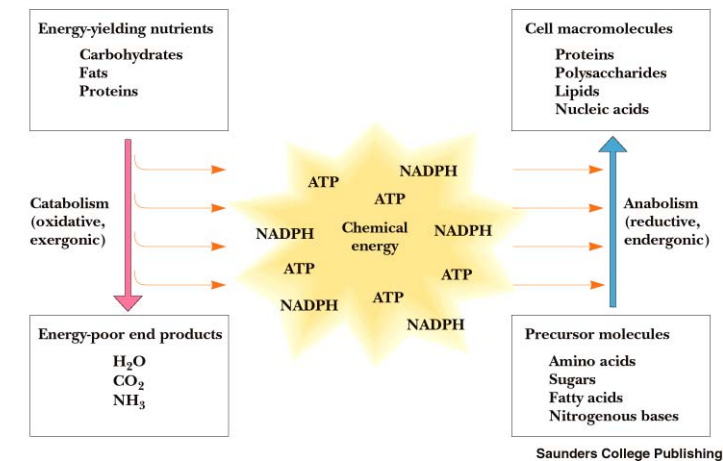 Energy-yielding nutrients
Carbohydrates
Fats
Proteins
Cell macromolecules
Proteins
Polysaccharides
Lipids
Nucleic acids
Catabolism
(oxidative,
exergonic)
ATP
NADPH
ATP
NADPH
Chemical
energy
NADPH
ATP
ATP
NADPH
ATP
NADPH
Anabolism
(reductive,
endergonic)
Energy-poor end products
H₂O
CO₂
NH₃
Precursor molecules
Amino acids
Sugars
Fatty acids
Nitrogenous bases
Saunders College Publishing